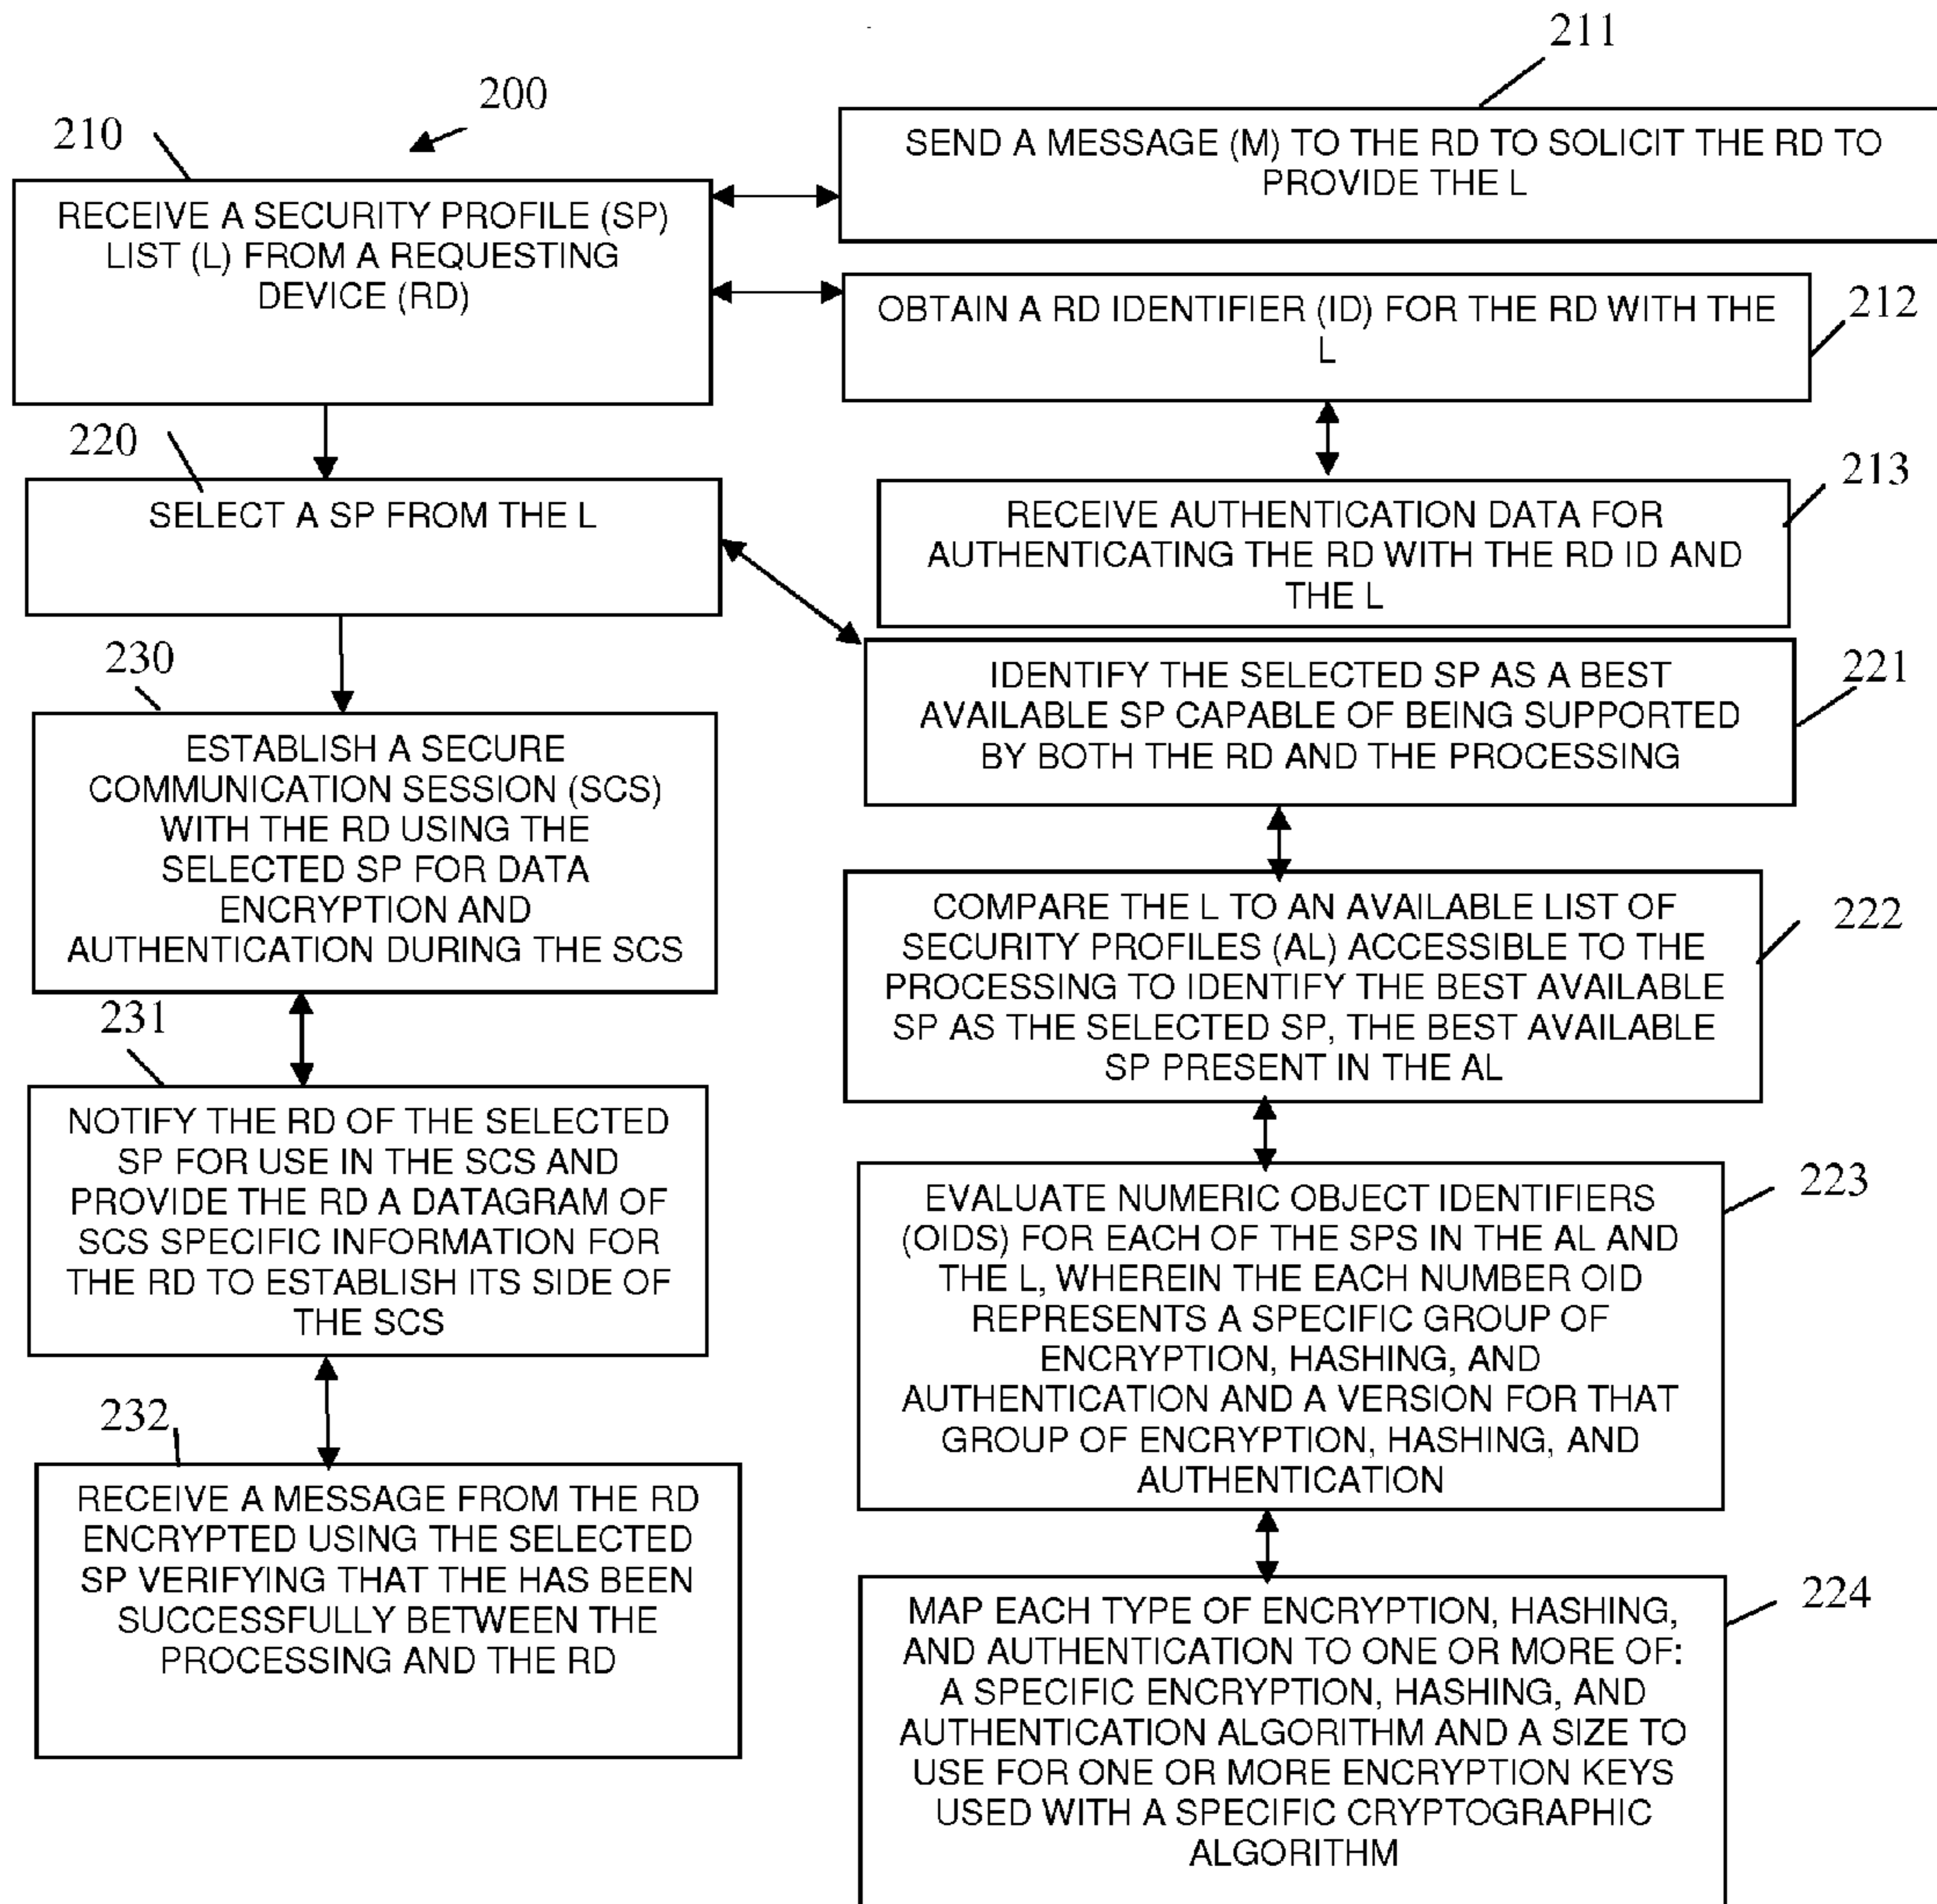 200
210
RECEIVE A SECURITY PROFILE (SP)
LIST (L) FROM A REQUESTING
DEVICE (RD)
211
SEND A MESSAGE (M) TO THE RD TO SOLICIT THE RD TO
PROVIDE THE L
212
OBTAIN A RD IDENTIFIER (ID) FOR THE RD WITH THE
L
213
RECEIVE AUTHENTICATION DATA FOR
AUTHENTICATING THE RD WITH THE RD ID AND
THE L
220
SELECT A SP FROM THE L
221
IDENTIFY THE SELECTED SP AS A BEST
AVAILABLE SP CAPABLE OF BEING SUPPORTED
BY BOTH THE RD AND THE PROCESSING
222
COMPARE THE L TO AN AVAILABLE LIST OF
SECURITY PROFILES (AL) ACCESSIBLE TO THE
PROCESSING TO IDENTIFY THE BEST AVAILABLE
SP AS THE SELECTED SP, THE BEST AVAILABLE
SP PRESENT IN THE AL
223
EVALUATE NUMERIC OBJECT IDENTIFIERS
(OIDS) FOR EACH OF THE SPS IN THE AL AND
THE L, WHEREIN THE EACH NUMBER OID
REPRESENTS A SPECIFIC GROUP OF
ENCRYPTION, HASHING, AND
AUTHENTICATION AND A VERSION FOR THAT
GROUP OF ENCRYPTION, HASHING, AND
AUTHENTICATION
224
MAP EACH TYPE OF ENCRYPTION, HASHING,
AND AUTHENTICATION TO ONE OR MORE OF:
A SPECIFIC ENCRYPTION, HASHING, AND
AUTHENTICATION ALGORITHM AND A SIZE TO
USE FOR ONE OR MORE ENCRYPTION KEYS
USED WITH A SPECIFIC CRYPTOGRAPHIC
ALGORITHM
230
ESTABLISH A SECURE
COMMUNICATION SESSION (SCS)
WITH THE RD USING THE
SELECTED SP FOR DATA
ENCRYPTION AND
AUTHENTICATION DURING THE SCS
231
NOTIFY THE RD OF THE SELECTED
SP FOR USE IN THE SCS AND
PROVIDE THE RD A DATAGRAM OF
SCS SPECIFIC INFORMATION FOR
THE RD TO ESTABLISH ITS SIDE OF
THE SCS
232
RECEIVE A MESSAGE FROM THE RD
ENCRYPTED USING THE SELECTED
SP VERIFYING THAT THE HAS BEEN
SUCCESSFULLY BETWEEN THE
PROCESSING AND THE RD